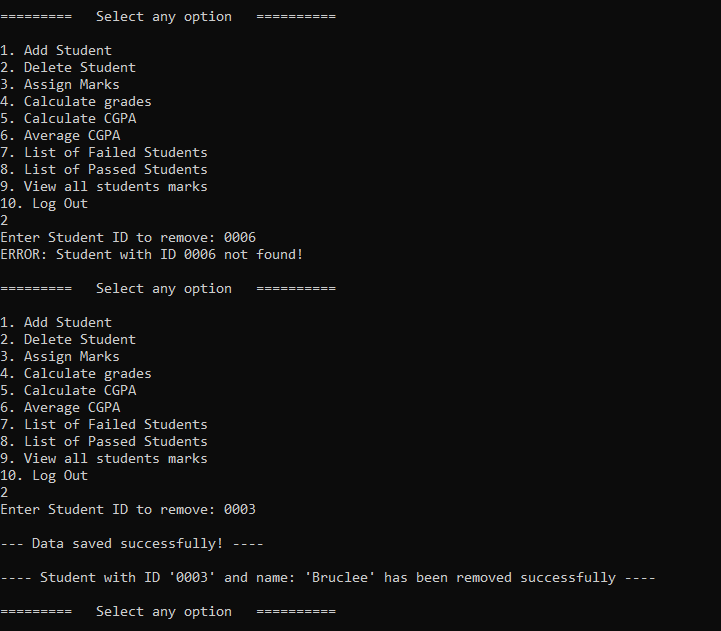 =========   Select any option   ==========
1. Add Student
2. Delete Student
3. Assign Marks
4. Calculate grades
5. Calculate CGPA
6. Average CGPA
7. List of Failed Students
8. List of Passed Students
9. View all students marks
10. Log Out
2
Enter Student ID to remove: 0006
ERROR: Student with ID 0006 not found!
=========   Select any option   ==========
1. Add Student
2. Delete Student
3. Assign Marks
4. Calculate grades
5. Calculate CGPA
6. Average CGPA
7. List of Failed Students
8. List of Passed Students
9. View all students marks
10. Log Out
2
Enter Student ID to remove: 0003
--- Data saved successfully! ----
---- Student with ID '0003' and name: 'Bruclee' has been removed successfully ----
=========   Select any option   ==========